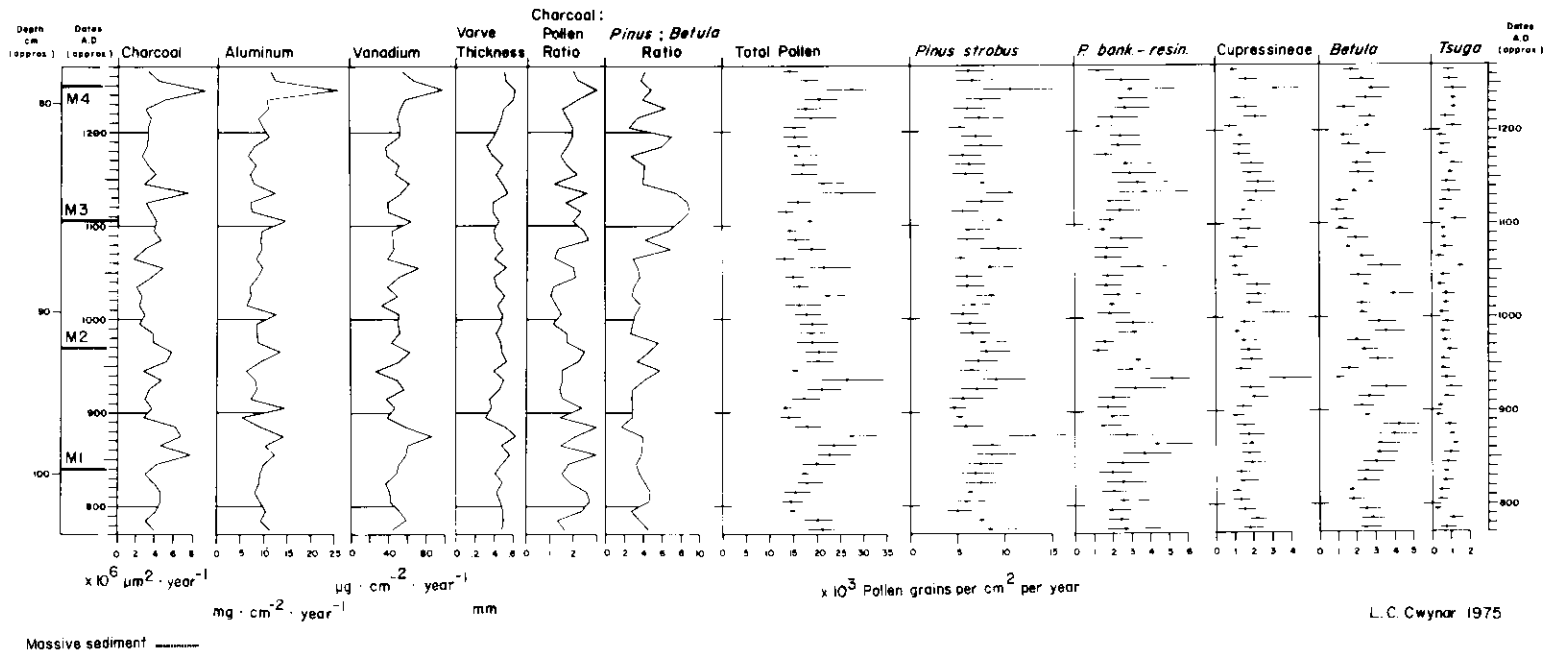 Depth cm (approx.)
Dates A.D (approx.)
Charcoal
Aluminum
Vanadium
Varve Thickness
Charcoal: Pollen Ratio
Pinus : Betula Ratio
Total Pollen
Pinus strobus
P. bank.-resin.
Cupressineae
Betula
Tsuga
Dates A.D (approx.)
M4
80
1200
1200
M3
1100
1100
90
1000
1000
M2
900
900
M1
100
800
800
0 2 4 6 8
0 5 10 15 20 25
0 40 80
0 .2 .4 .6
0 1 2
0 2 4 6 8 10
0 5 10 15 20 25 30 35
0 5 10 15
0 1 2 3 4 5 6
0 1 2 3 4
0 1 2 3 4 5
0 1 2
x 10⁶ µm² · year⁻¹
mg · cm⁻² · year⁻¹
µg · cm⁻² · year⁻¹
mm
x 10³ Pollen grains per cm² per year
L. C. Cwynar 1975
Massive sediment